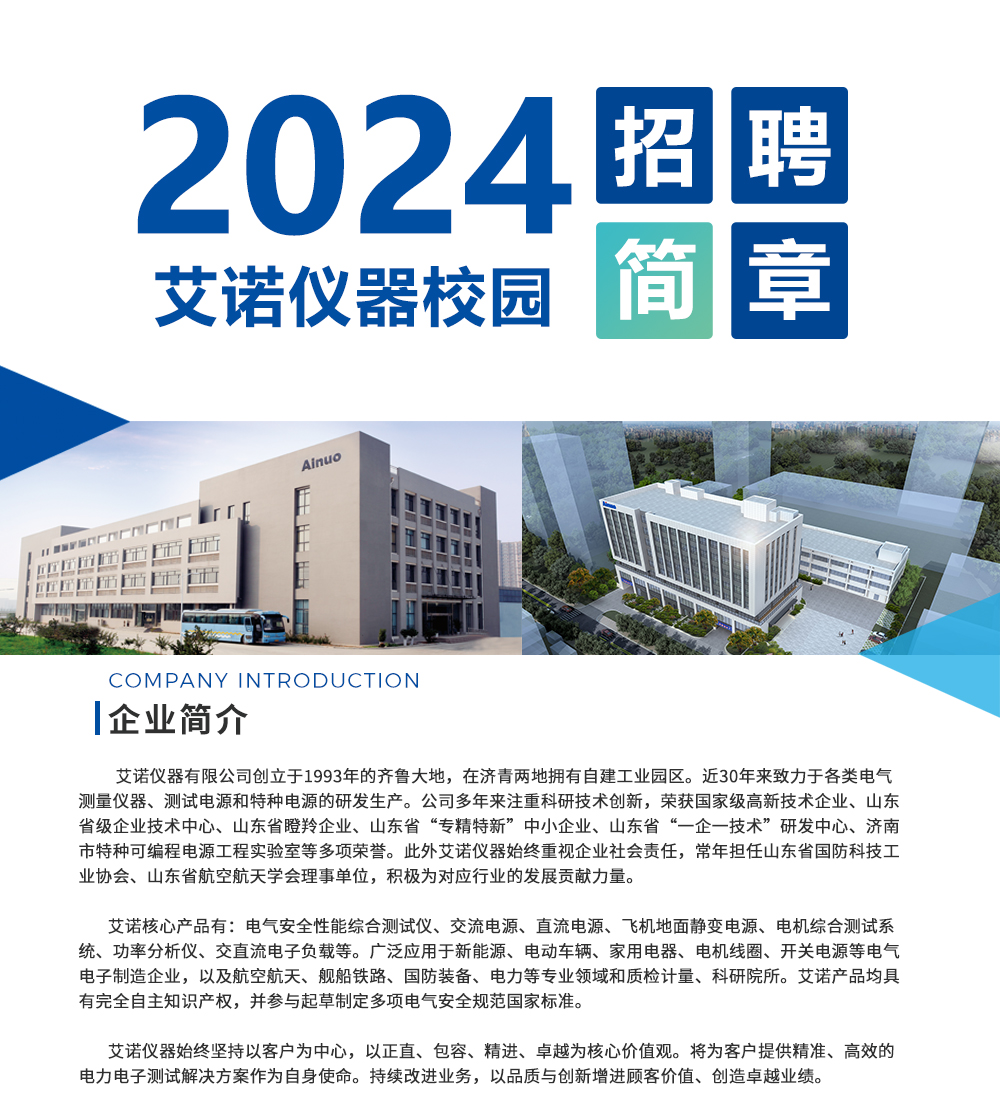 2024
招聘
简章
艾诺仪器校园
Ainuo
COMPANY INTRODUCTION
企业简介
艾诺仪器有限公司创立于1993年的齐鲁大地，在济青两地拥有自建工业园区。近30年来致力于各类电气
测量仪器、测试电源和特种电源的研发生产。公司多年来注重科研技术创新，荣获国家级高新技术企业、山东
省级企业技术中心、山东省瞪羚企业、山东省“专精特新”中小企业、山东省“一企一技术”研发中心、济南
市特种可编程电源工程实验室等多项荣誉。此外艾诺仪器始终重视企业社会责任，常年担任山东省国防科技工
业协会、山东省航空航天学会理事单位，积极为对应行业的发展贡献力量。
艾诺核心产品有：电气安全性能综合测试仪、交流电源、直流电源、飞机地面静变电源、电机综合测试系
统、功率分析仪、交直流电子负载等。广泛应用于新能源、电动车辆、家用电器、电机线圈、开关电源等电气
电子制造企业，以及航空航天、舰船铁路、国防装备、电力等专业领域和质检计量、科研院所。艾诺产品均具
有完全自主知识产权，并参与起草制定多项电气安全规范国家标准。
艾诺仪器始终坚持以客户为中心，以正直、包容、精进、卓越为核心价值观。将为客户提供精准、高效的
电力电子测试解决方案作为自身使命。持续改进业务，以品质与创新增进顾客价值、创造卓越业绩。